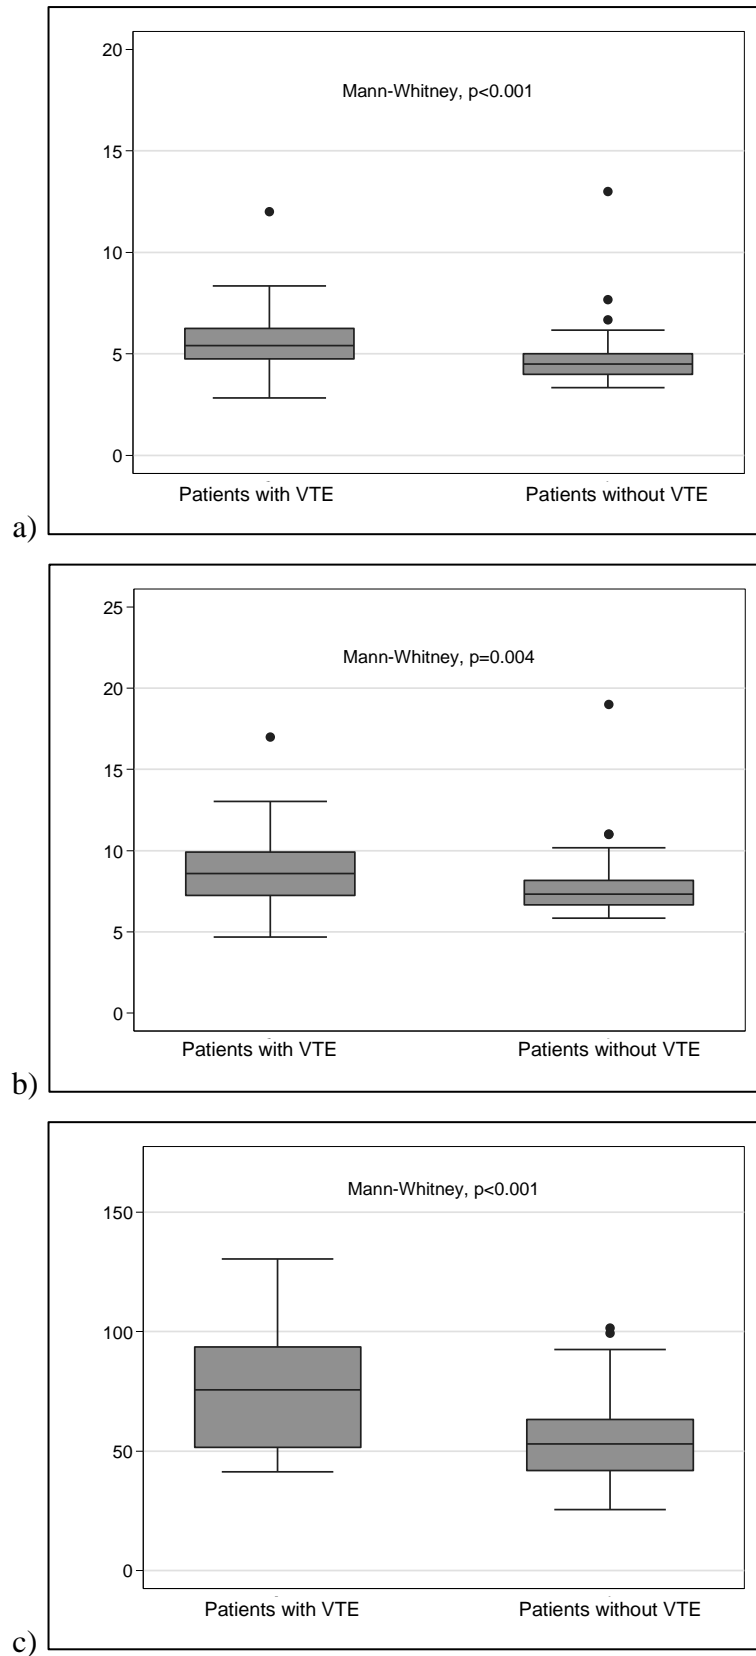 20
Mann-Whitney, p<0.001
15
10
5
0
Patients with VTE Patients without VTE
a)
25
Mann-Whitney, p=0.004
20
15
10
5
0
Patients with VTE Patients without VTE
b)
Mann-Whitney, p<0.001
150
100
50
0
Patients with VTE Patients without VTE
c)